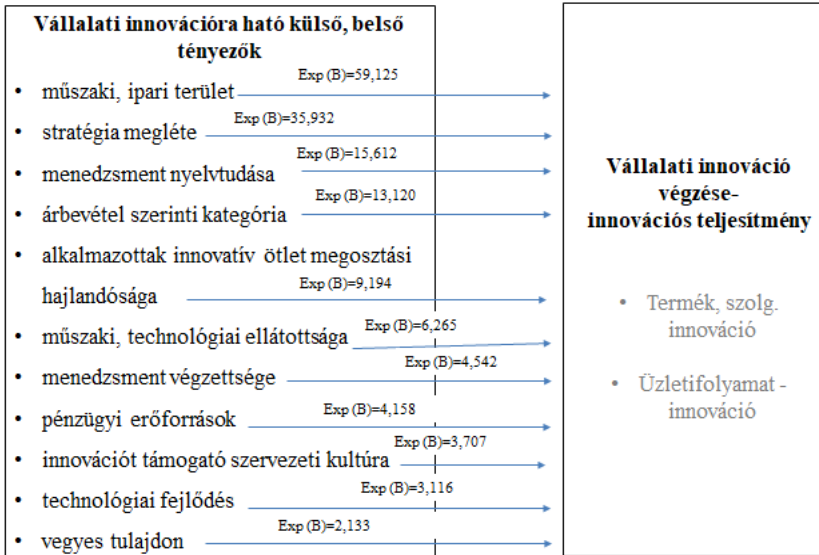 Vállalati innovációra ható külső, belső
tényezők
Exp (B)=59,125
• műszaki, ipari terület
Exp (B)=35,932
• stratégia megléte
Exp (B)=15,612
• menedzsment nyelvtudása
Exp (B)=13,120
• árbevétel szerinti kategória
• alkalmazottak innovatív ötlet megosztási
hajlandósága
Exp (B)=9,194
• műszaki, technológiai ellátottsága
Exp (B)=6,265
• menedzsment végzettsége
Exp (B)=4,542
• pénzügyi erőforrások
Exp (B)=4,158
• innovációt támogató szervezeti kultúra
Exp (B)=3,707
• technológiai fejlődés
Exp (B)=3,116
• vegyes tulajdon
Exp (B)=2,133
Vállalati innováció
végzése-
innovációs teljesítmény
• Termék, szolg.
innováció
• Üzletifolyamat -
innováció